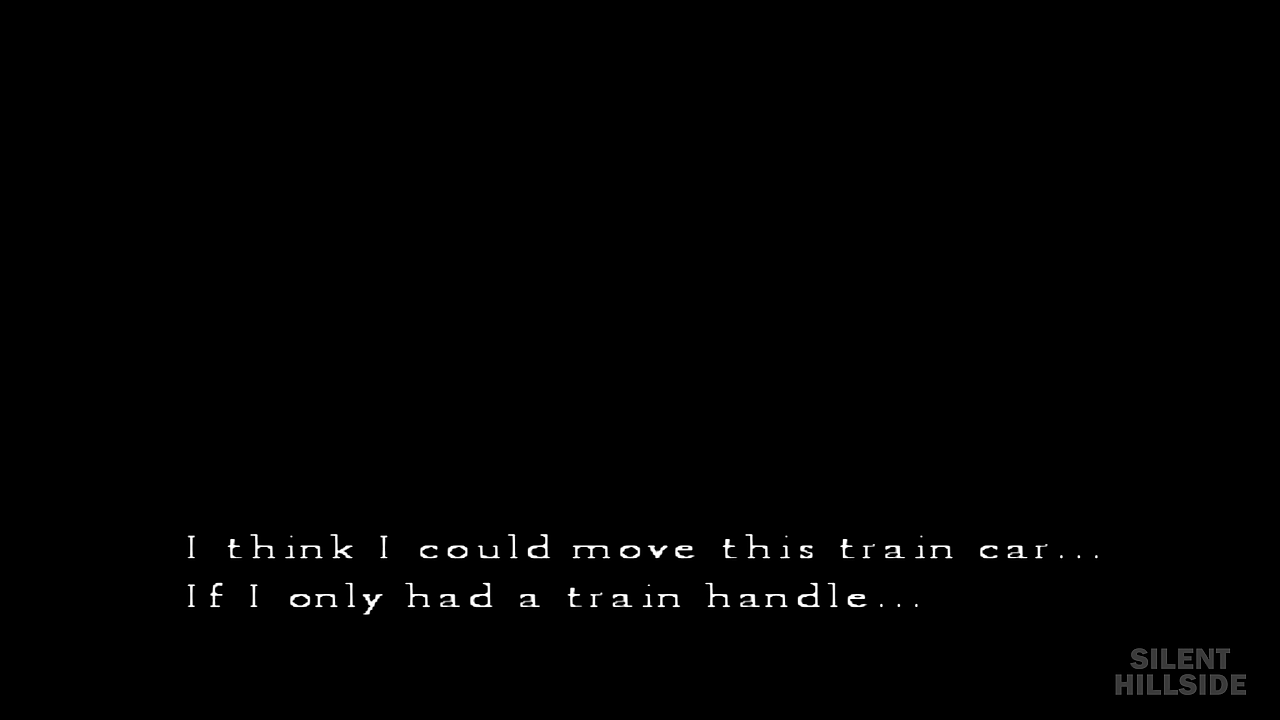 I think I could move this train car...
If I only had a train handle...
SILENT
HILLSIDE